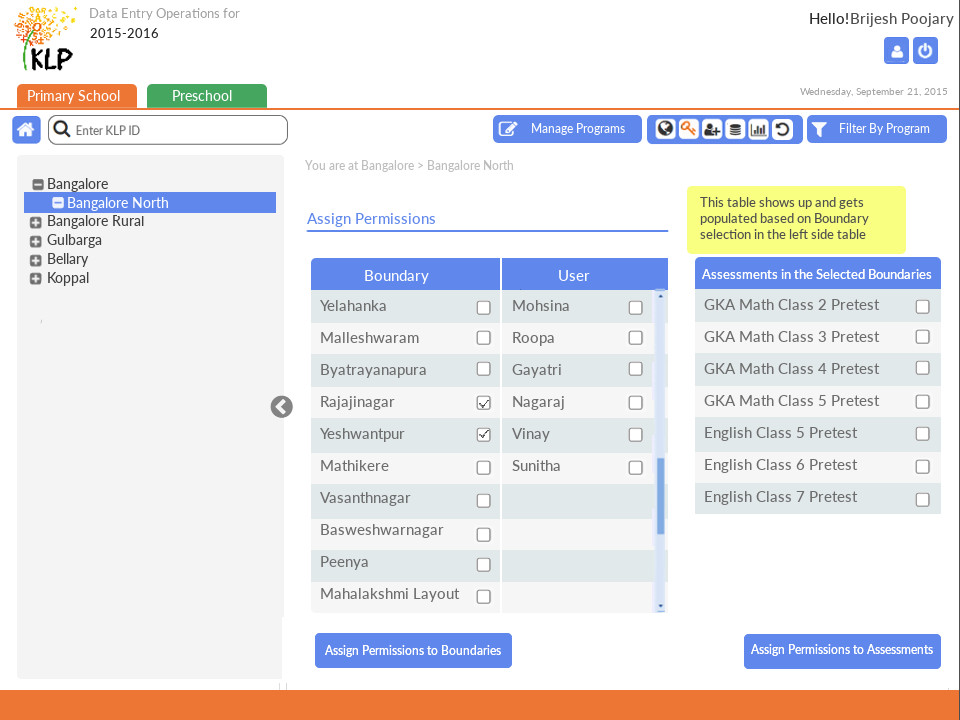 Data Entry Operations for
2015-2016
Hello!Brijesh Poojary
KLP
Primary School
Preschool
Wednesday, September 21, 2015
Enter KLP ID
Manage Programs
Filter By Program
You are at Bangalore > Bangalore North
Bangalore
Bangalore North
Bangalore Rural
Gulbarga
Bellary
Koppal
Assign Permissions
This table shows up and gets
populated based on Boundary
selection in the left side table
Boundary
User
Yelahanka
Mohsina
Malleshwaram
Roopa
Byatrayanapura
Gayatri
Rajajinagar
Nagaraj
Yeshwantpur
Vinay
Mathikere
Sunitha
Vasanthnagar
Basweshwarnagar
Peenya
Mahalakshmi Layout
Assessments in the Selected Boundaries
GKA Math Class 2 Pretest
GKA Math Class 3 Pretest
GKA Math Class 4 Pretest
GKA Math Class 5 Pretest
English Class 5 Pretest
English Class 6 Pretest
English Class 7 Pretest
Assign Permissions to Boundaries
Assign Permissions to Assessments